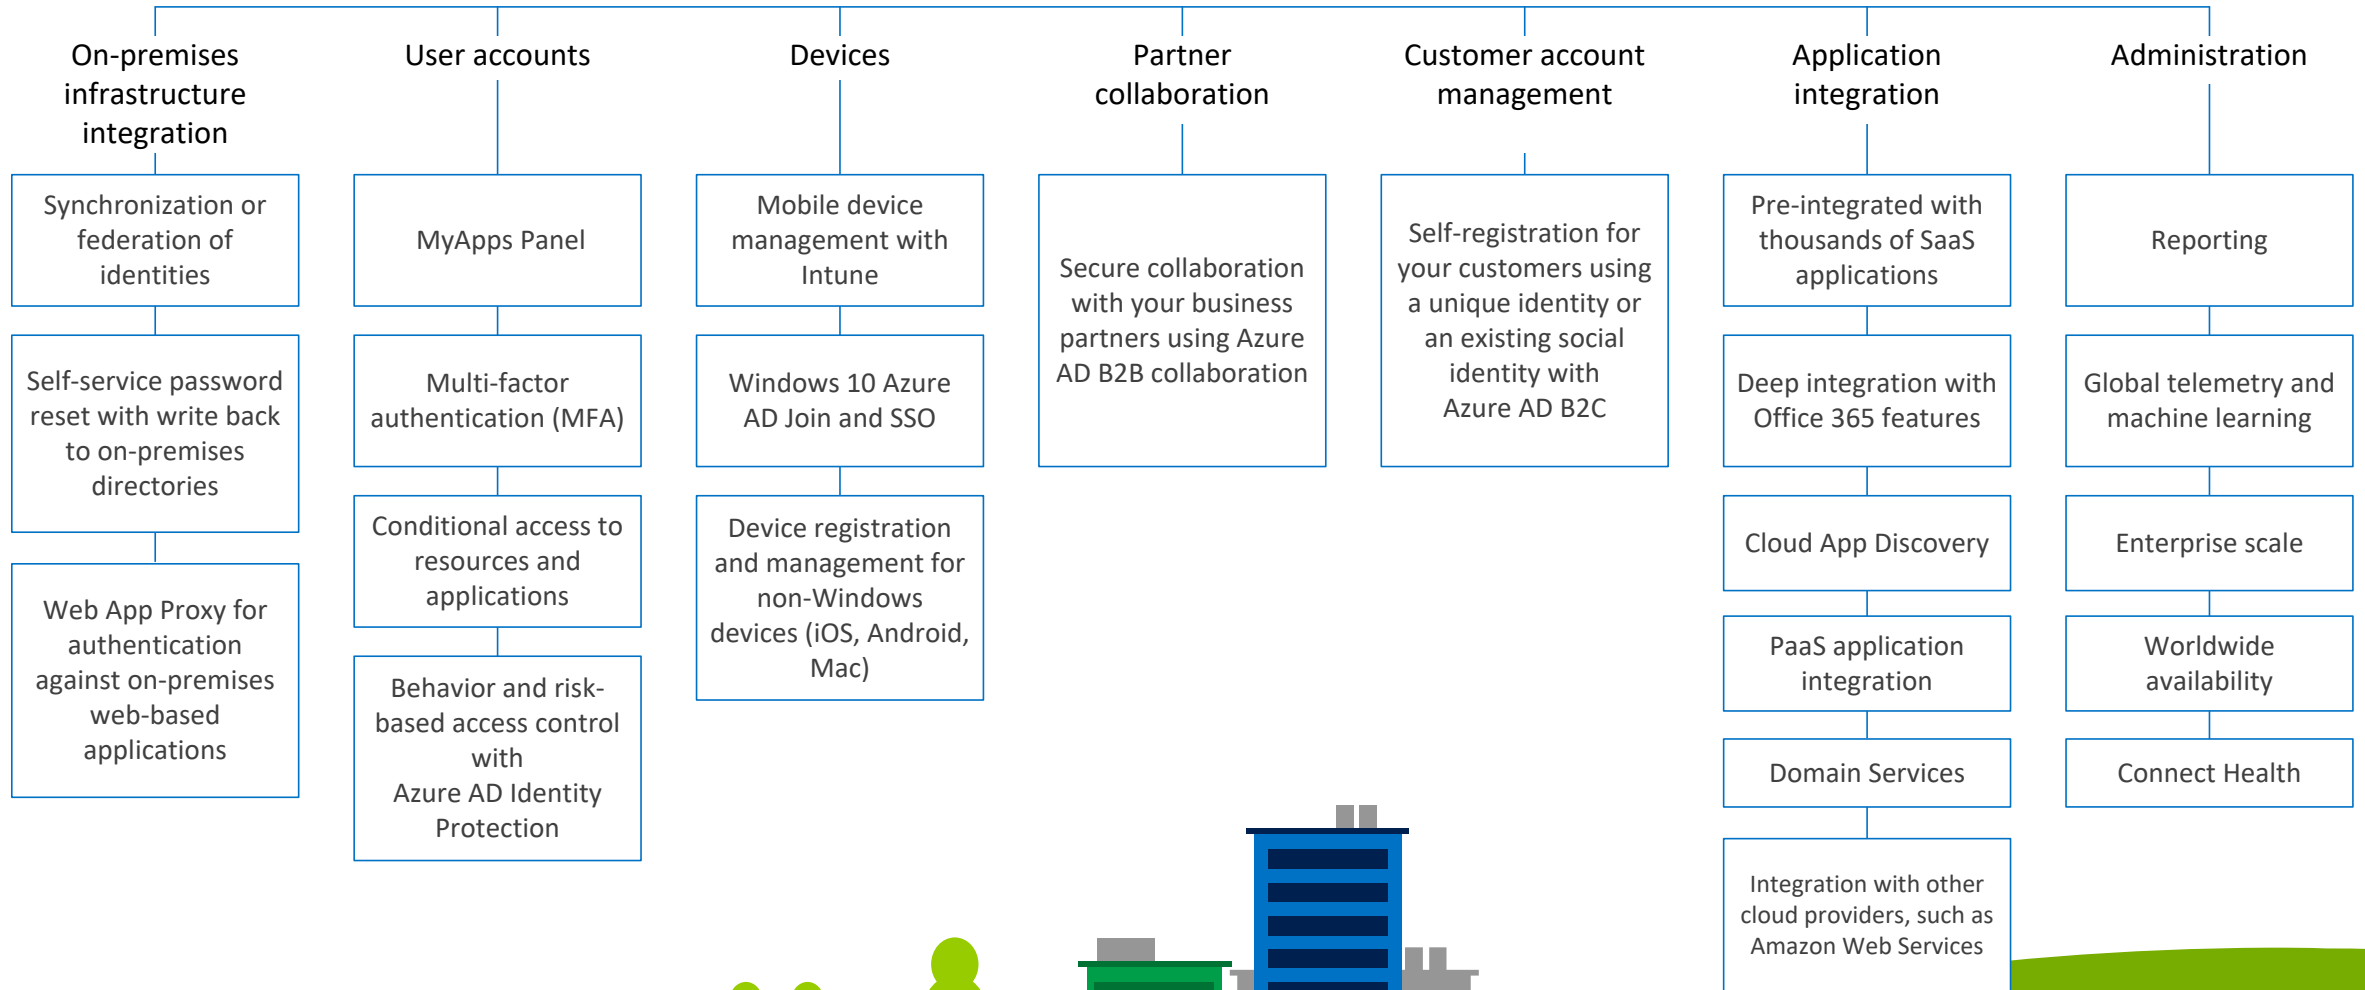 On-premises
infrastructure
integration
Synchronization or
federation of
identities
Self-service password
reset with write back
to on-premises
directories
Web App Proxy for
authentication
against on-premises
web-based
applications
User accounts
MyApps Panel
Multi-factor
authentication (MFA)
Conditional access to
resources and
applications
Behavior and risk-
based access control
with
Azure AD Identity
Protection
Devices
Mobile device
management with
Intune
Windows 10 Azure
AD Join and SSO
Device registration
and management for
non-Windows
devices (iOS, Android,
Mac)
Partner
collaboration
Secure collaboration
with your business
partners using Azure
AD B2B collaboration
Customer account
management
Self-registration for
your customers using
a unique identity or
an existing social
identity with
Azure AD B2C
Application
integration
Pre-integrated with
thousands of SaaS
applications
Deep integration with
Office 365 features
Cloud App Discovery
PaaS application
integration
Domain Services
Integration with other
cloud providers, such as
Amazon Web Services
Administration
Reporting
Global telemetry and
machine learning
Enterprise scale
Worldwide
availability
Connect Health